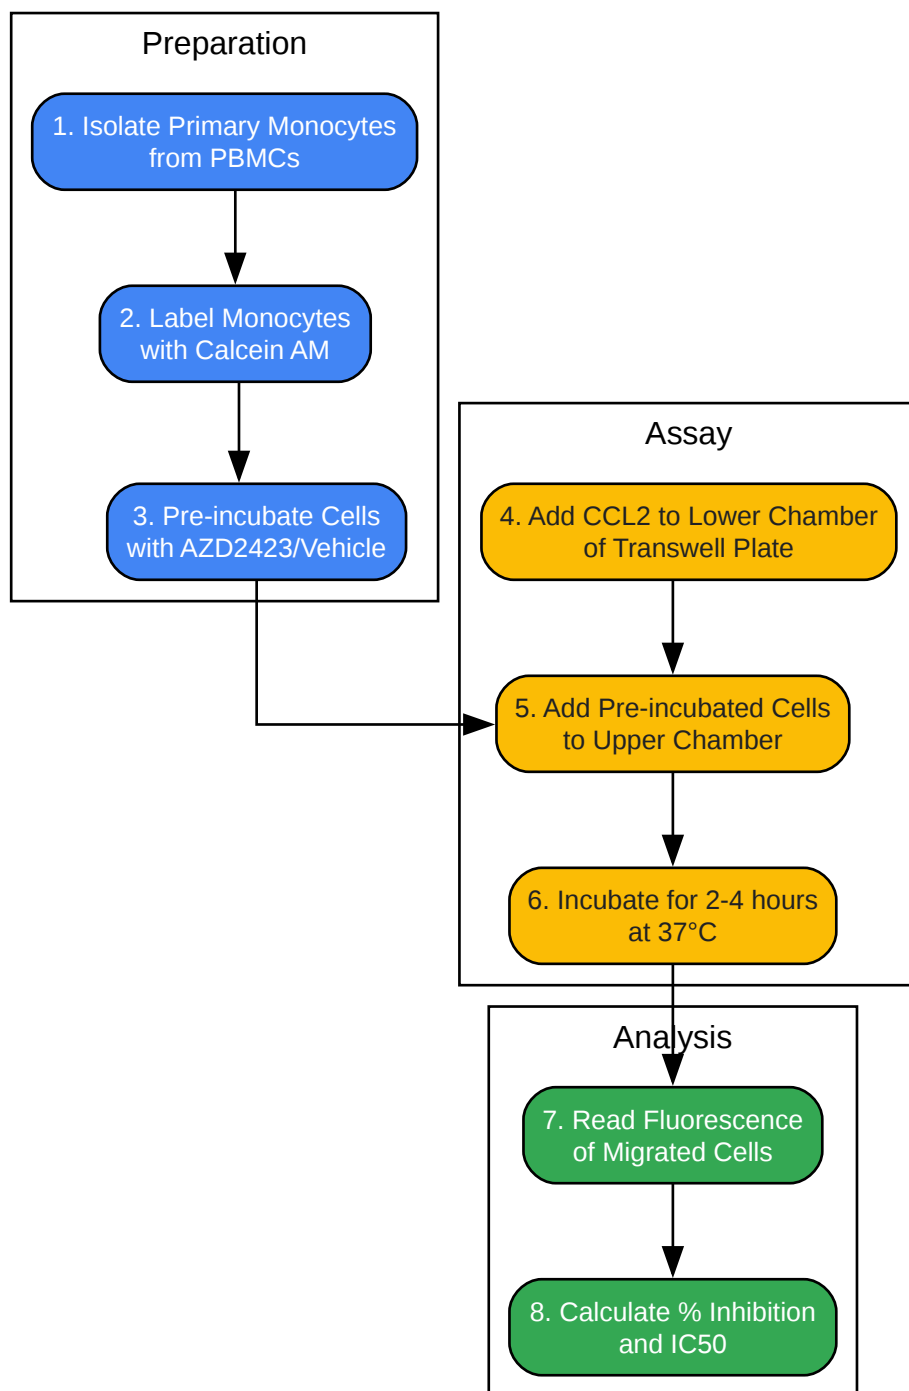 Preparation
1. Isolate Primary Monocytes
from PBMCs
2. Label Monocytes
with Calcein AM
3. Pre-incubate Cells
with AZD2423/Vehicle
Assay
4. Add CCL2 to Lower Chamber
of Transwell Plate
5. Add Pre-incubated Cells
to Upper Chamber
6. Incubate for 2-4 hours
at 37°C
Analysis
7. Read Fluorescence
of Migrated Cells
8. Calculate % Inhibition
and IC50